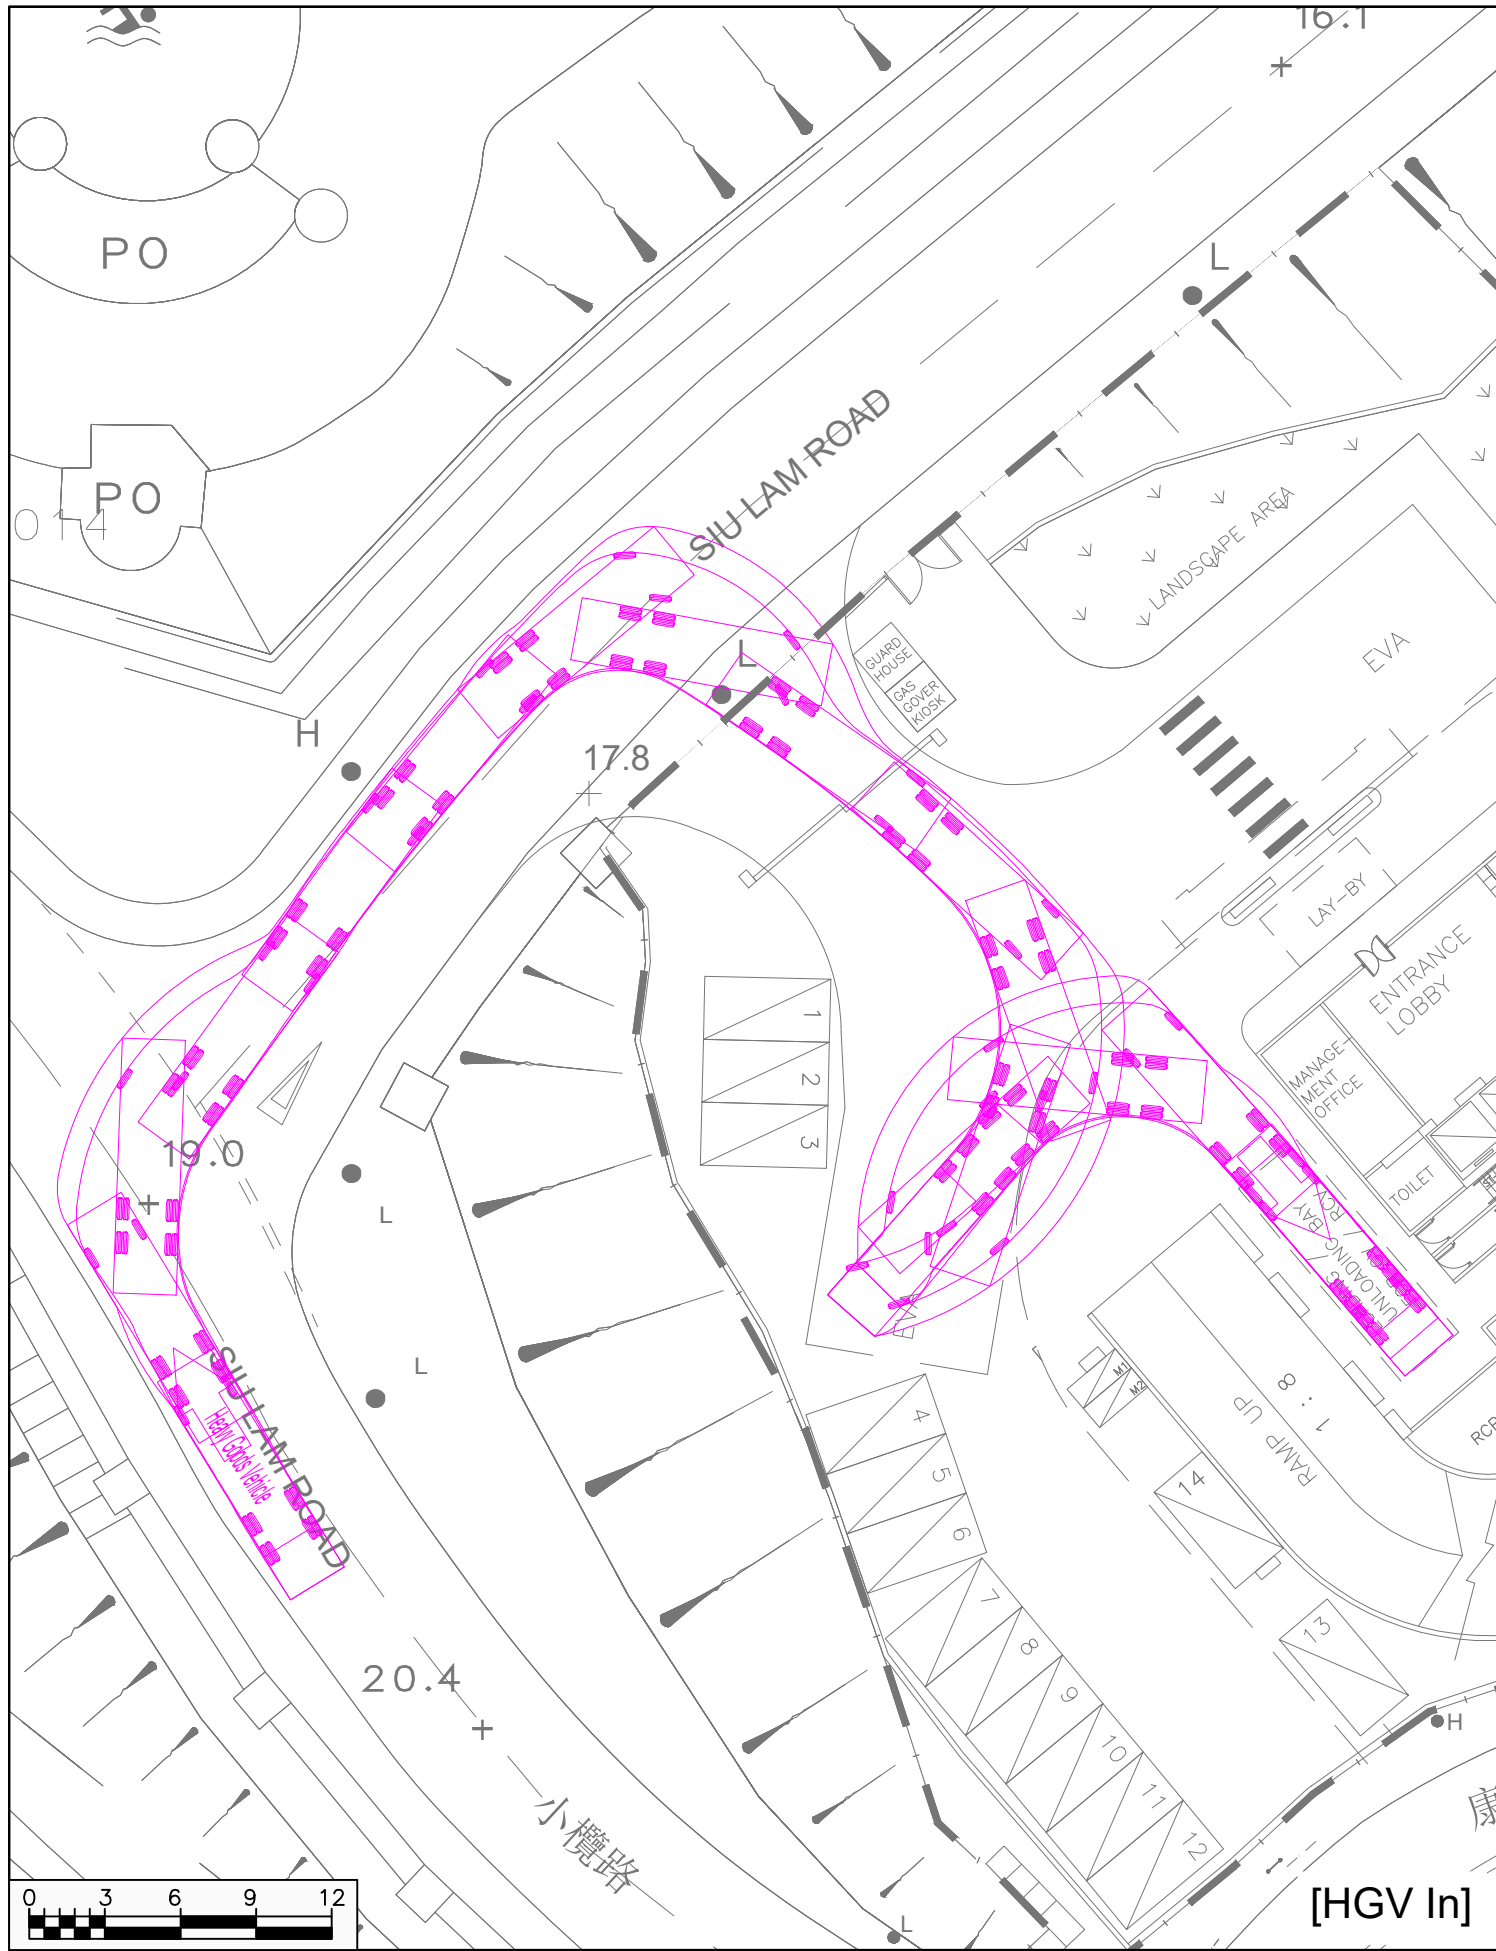 16.1
PO
L
PO
014
SIU LAM ROAD
LANDSCAPE AREA
EVA
GUARD
HOUSE
GAS
GOVER
KIOSK
L
H
17.8
LAY-BY
ENTRANCE
LOBBY
MANAGE-
MENT
OFFICE
TOILET
1
2
3
19.0
L
RCV
UNLOADING BAY
EVA
SIU LAM ROAD
Heavy Goods Vehicle
L
M1
M2
RAMP UP
1 : 8
4
5
6
14
7
8
9
10
11
12
13
20.4
H
小欖路
康
L
0 3 6 9 12
[HGV In]